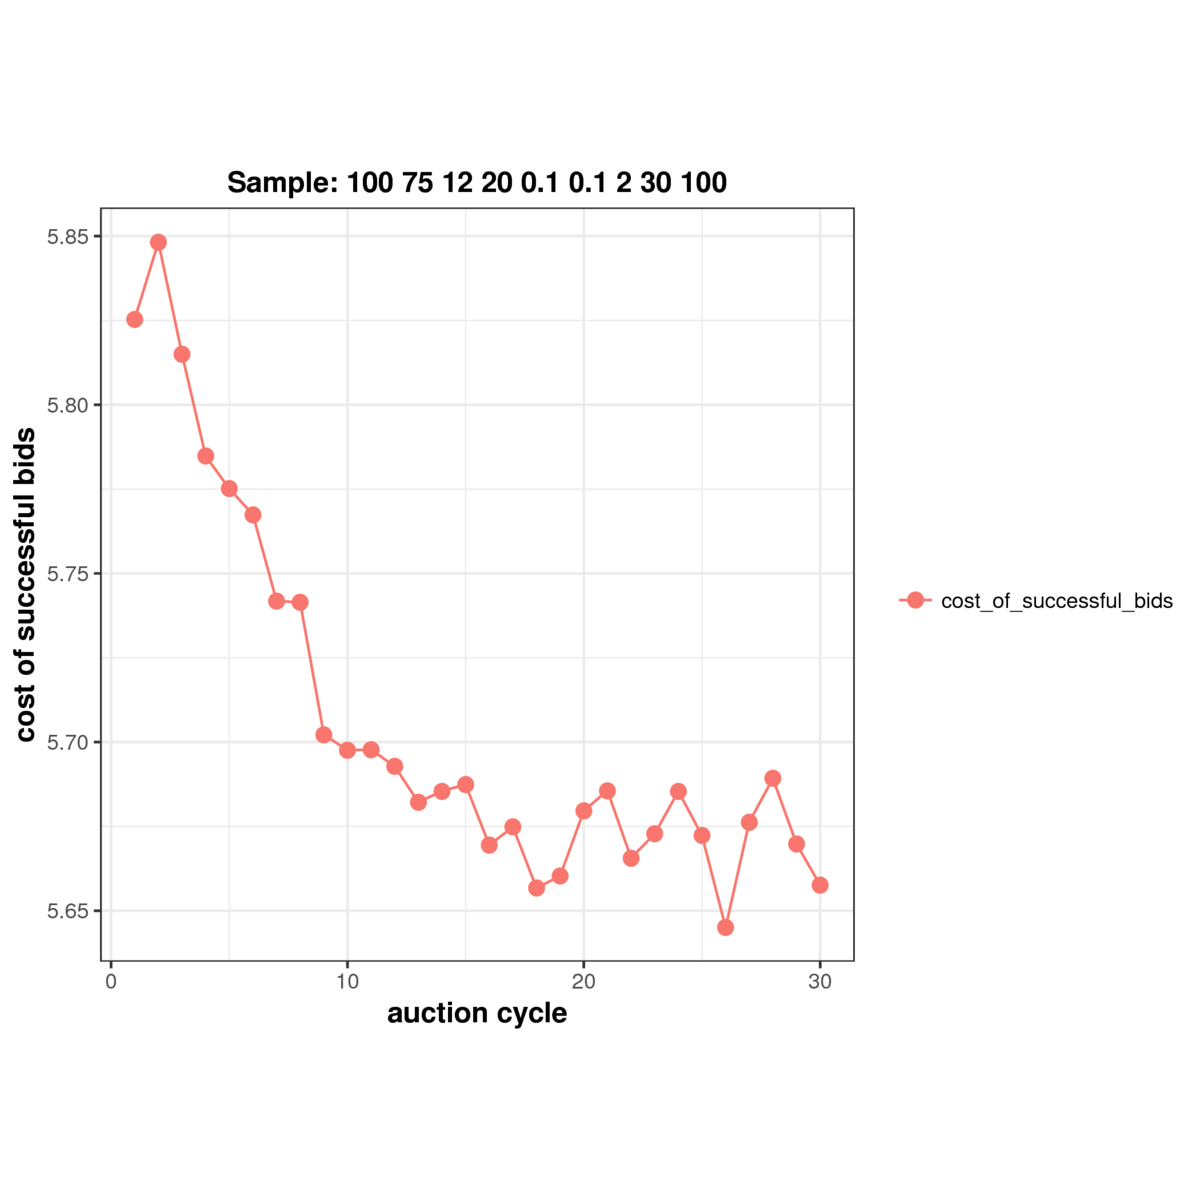 Sample: 100 75 12 20 0.1 0.1 2 30 100
5.85
5.80
5.75
5.70
5.65
cost of successful bids
0 10 20 30
auction cycle
cost_of_successful_bids